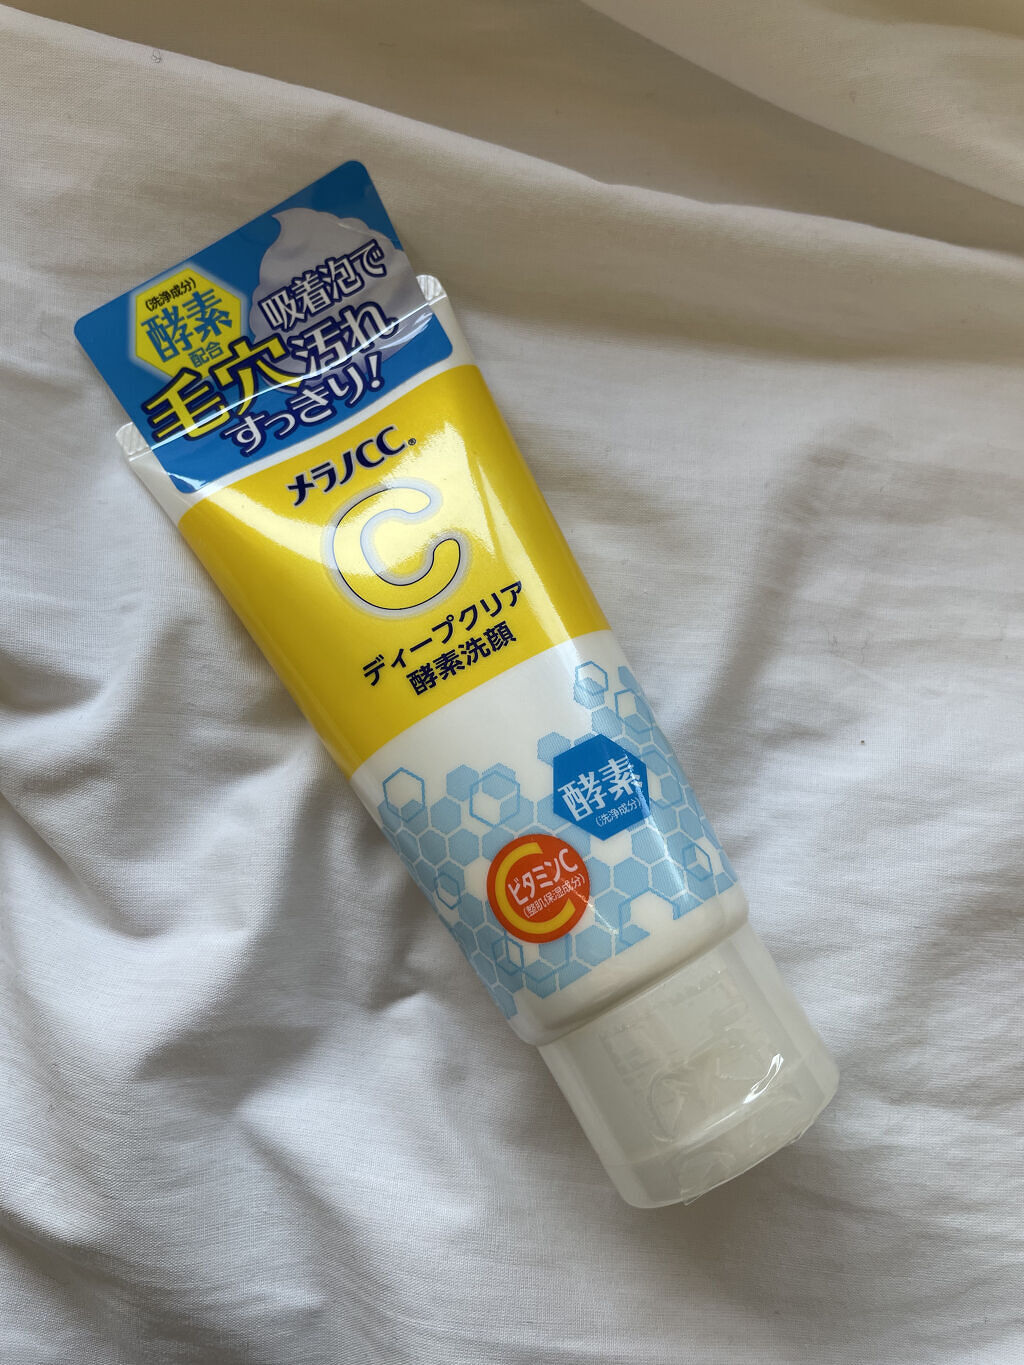 (洗浄成分)
酵素
配合
吸着泡で
毛穴汚れ
すっきり!
メラノCC®
C
ディープクリア
酵素洗顔
酵素
(洗浄成分)
C
ビタミンC
(整肌保湿成分)